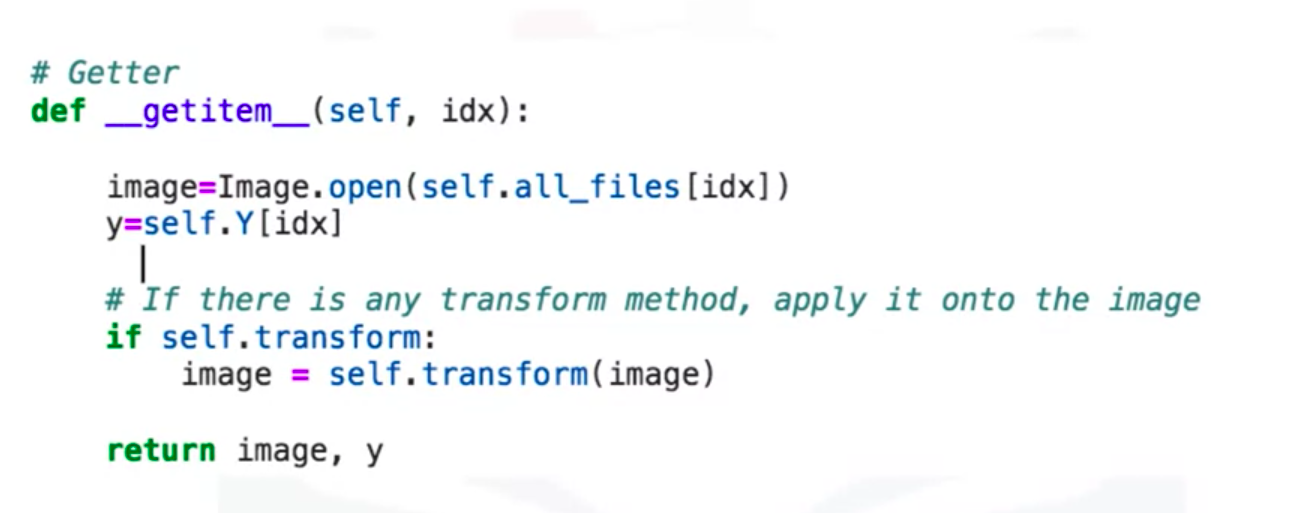 # Getter
def __getitem__(self, idx):
image=Image.open(self.all_files[idx])
y=self.Y[idx]
# If there is any transform method, apply it onto the image
if self.transform:
image = self.transform(image)
return image, y